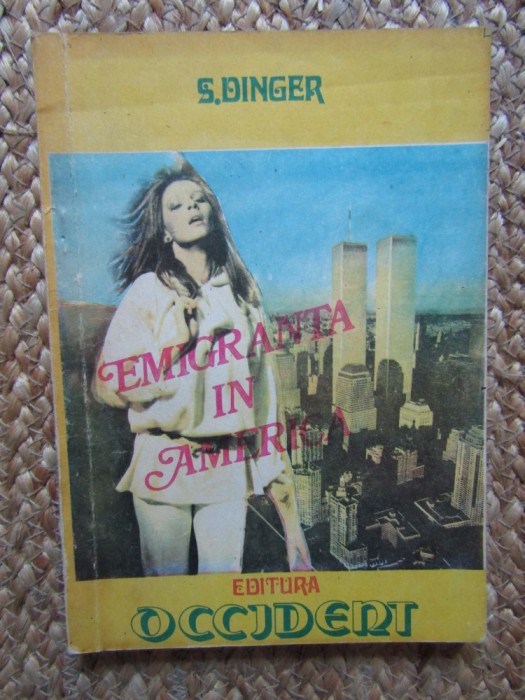 S.DINGER
EMIGRANTA
IN
AMERICA
EDITURA
OCCIDENT